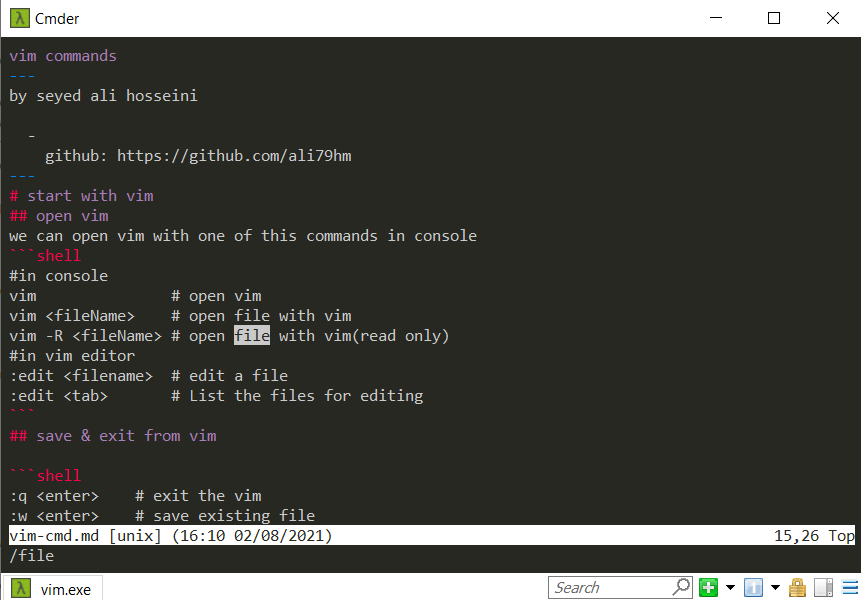 Cmder
vim commands
---
by seyed ali hosseini
-
github: https://github.com/ali79hm
---
# start with vim
## open vim
we can open vim with one of this commands in console
```shell
#in console
vim # open vim
vim <fileName> # open file with vim
vim -R <fileName> # open file with vim(read only)
#in vim editor
:edit <filename> # edit a file
:edit <tab> # List the files for editing
```
## save & exit from vim
```shell
:q <enter> # exit the vim
:w <enter> # save existing file
vim-cmd.md [unix] (16:10 02/08/2021) 15,26 Top
/file
vim.exe Search